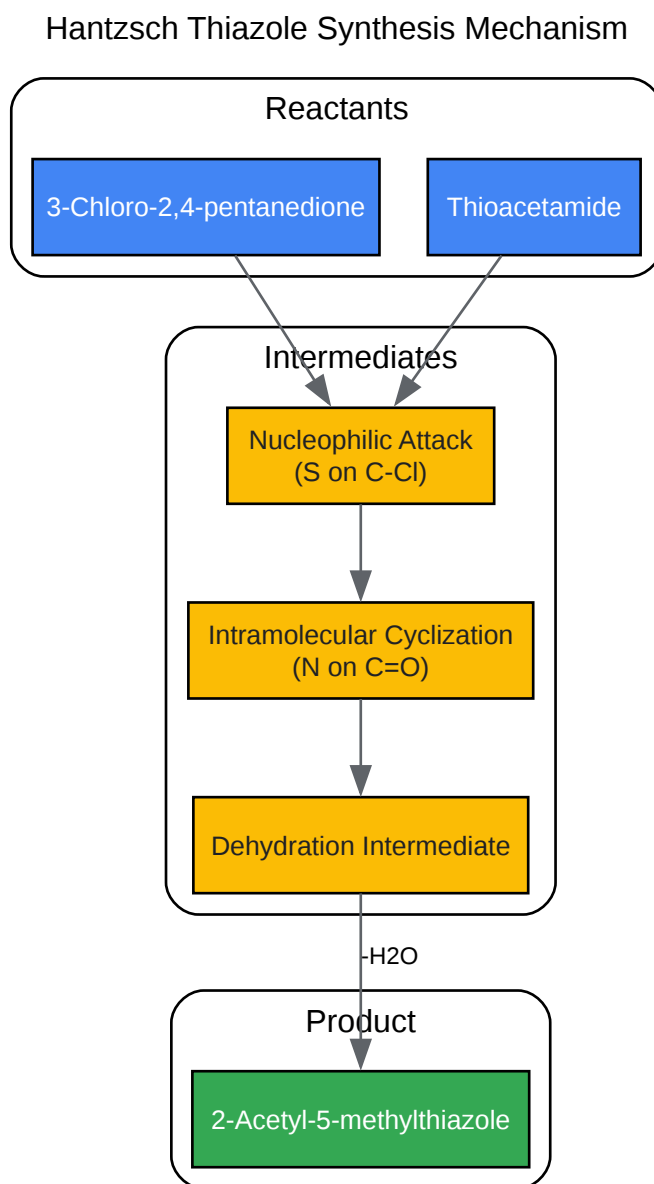 Hantzsch Thiazole Synthesis Mechanism
Reactants
3-Chloro-2,4-pentanedione
Thioacetamide
Intermediates
Nucleophilic Attack
(S on C-Cl)
Intramolecular Cyclization
(N on C=O)
Dehydration Intermediate
-H2O
Product
2-Acetyl-5-methylthiazole